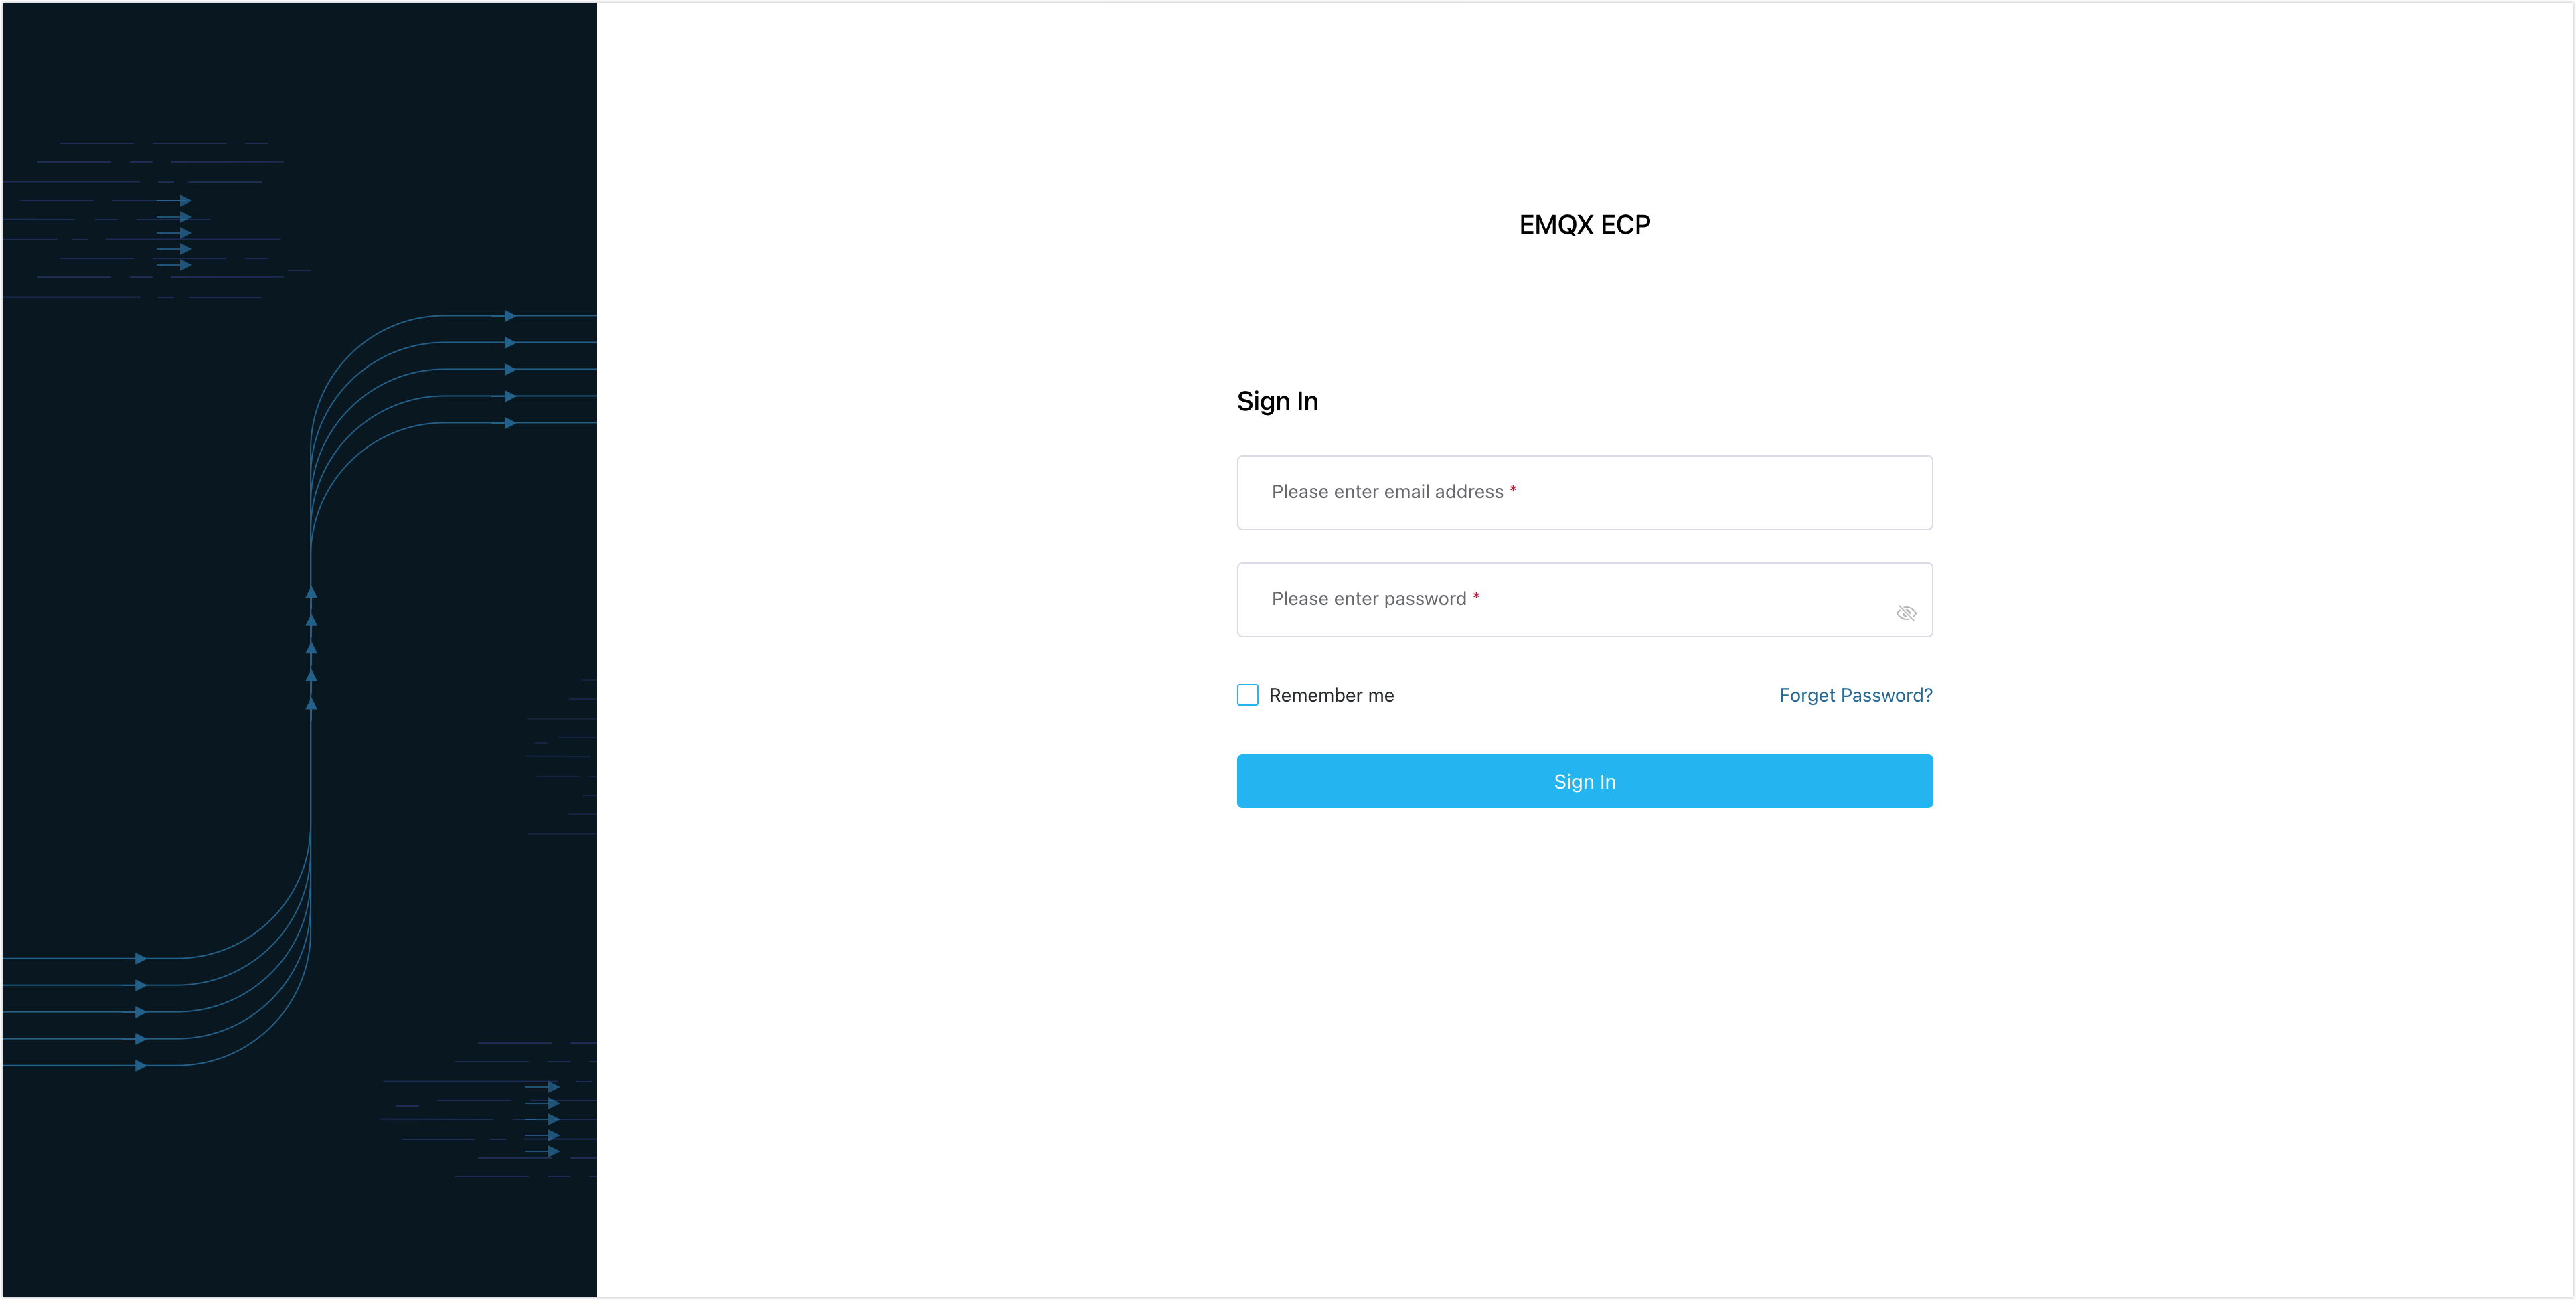 EMQX ECP
Sign In
Please enter email address *
Please enter password *
Remember me
Forget Password?
Sign In